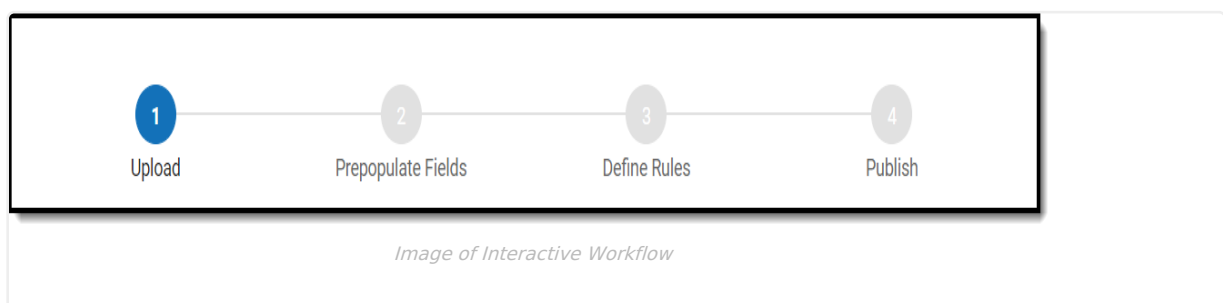 1 2 3 4
Upload Prepopulate Fields Define Rules Publish
Image of Interactive Workflow